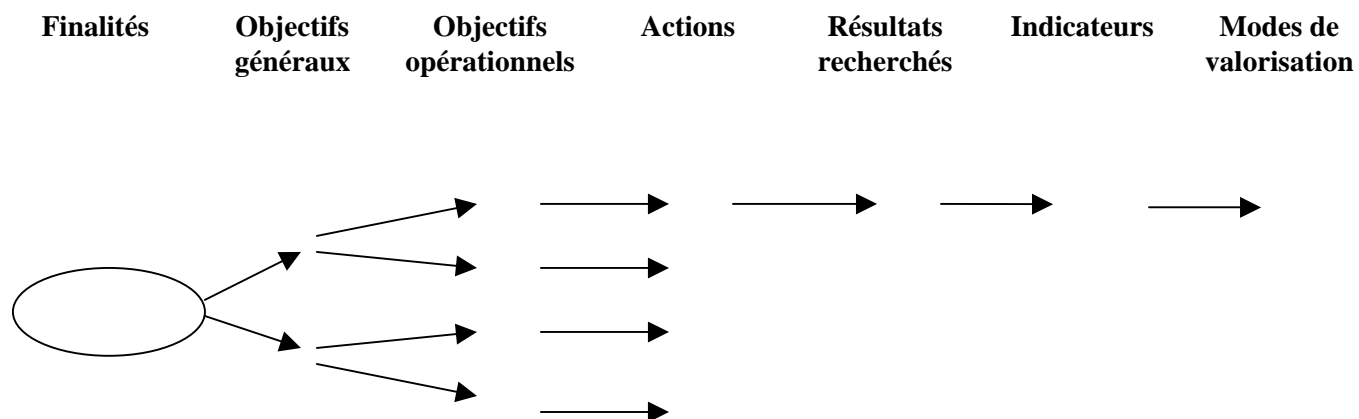 Finalités
Objectifs
généraux
Objectifs
opérationnels
Actions
Résultats
recherchés
Indicateurs
Modes de
valorisation